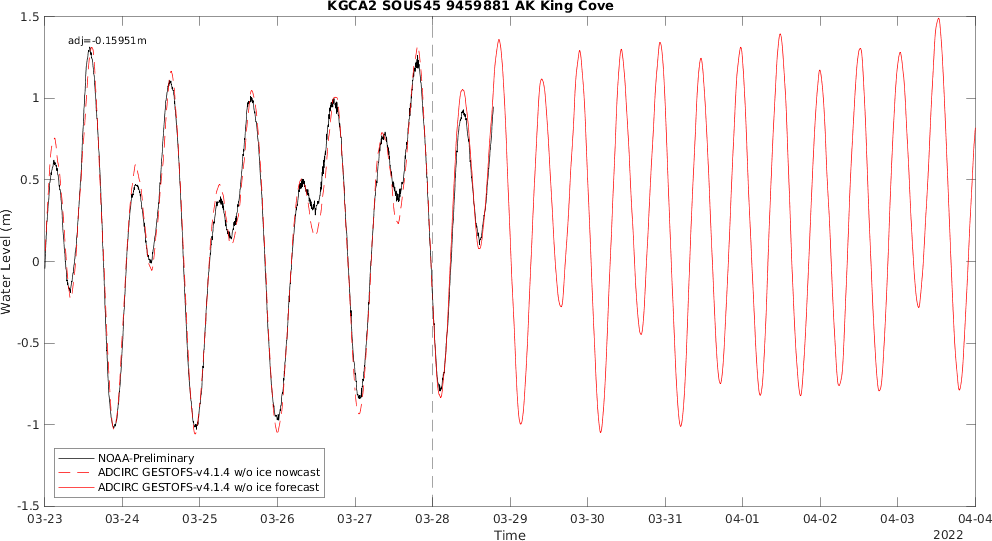 KGCA2 SOUS45 9459881 AK King Cove
adj=-0.15951m
1.5
1
0.5
0
-0.5
-1
-1.5
Water Level (m)
NOAA-Preliminary
ADCIRC GESTOFS-v4.1.4 w/o ice nowcast
ADCIRC GESTOFS-v4.1.4 w/o ice forecast
03-23 03-24 03-25 03-26 03-27 03-28 03-29 03-30 03-31 04-01 04-02 04-03 04-04
Time
2022